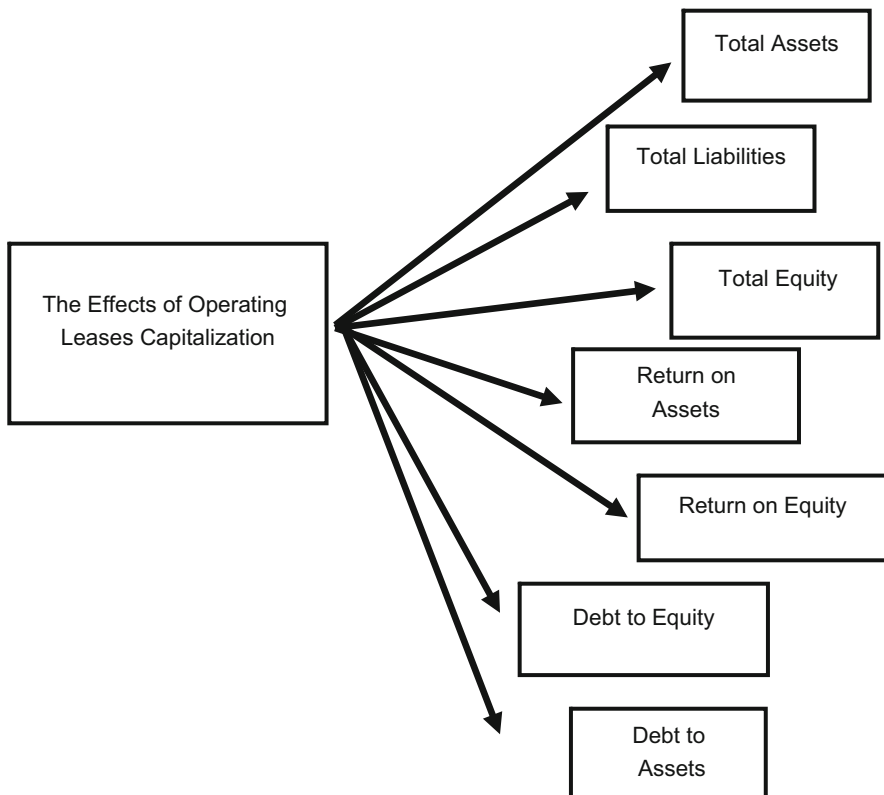 Total Assets
Total Liabilities
The Effects of Operating
Leases Capitalization
Total Equity
Return on
Assets
Return on Equity
Debt to Equity
Debt to
Assets